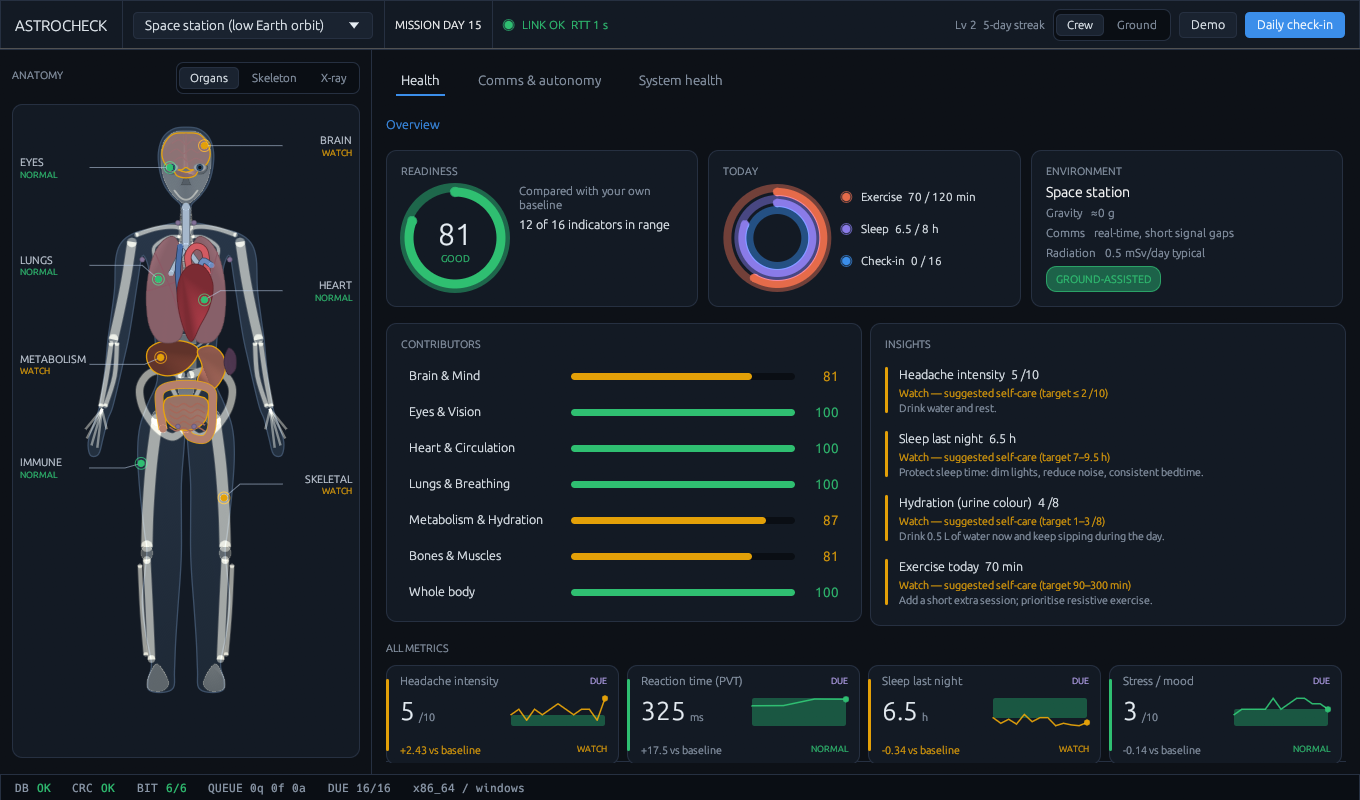 ASTROCHECK
Space station (low Earth orbit)
MISSION DAY 15
LINK OK RTT 1 s
Lv 2 5-day streak
Crew
Ground
Demo
Daily check-in
ANATOMY
Organs
Skeleton
X-ray
BRAIN
WATCH
EYES
NORMAL
LUNGS
NORMAL
HEART
NORMAL
METABOLISM
WATCH
IMMUNE
NORMAL
SKELETAL
WATCH
Health
Comms & autonomy
System health
Overview
READINESS
81
GOOD
Compared with your own
baseline
12 of 16 indicators in range
TODAY
Exercise 70 / 120 min
Sleep 6.5 / 8 h
Check-in 0 / 16
ENVIRONMENT
Space station
Gravity ≈0 g
Comms real-time, short signal gaps
Radiation 0.5 mSv/day typical
GROUND-ASSISTED
CONTRIBUTORS
Brain & Mind 81
Eyes & Vision 100
Heart & Circulation 100
Lungs & Breathing 100
Metabolism & Hydration 87
Bones & Muscles 81
Whole body 100
INSIGHTS
Headache intensity 5 /10
Watch — suggested self-care (target ≤ 2 /10)
Drink water and rest.
Sleep last night 6.5 h
Watch — suggested self-care (target 7–9.5 h)
Protect sleep time: dim lights, reduce noise, consistent bedtime.
Hydration (urine colour) 4 /8
Watch — suggested self-care (target 1–3 /8)
Drink 0.5 L of water now and keep sipping during the day.
Exercise today 70 min
Watch — suggested self-care (target 90–300 min)
Add a short extra session; prioritise resistive exercise.
ALL METRICS
Headache intensity DUE
5 /10
+2.43 vs baseline WATCH
Reaction time (PVT) DUE
325 ms
+17.5 vs baseline NORMAL
Sleep last night DUE
6.5 h
-0.34 vs baseline WATCH
Stress / mood DUE
3 /10
-0.14 vs baseline NORMAL
DB OK CRC OK BIT 6/6 QUEUE 0q 0f 0a DUE 16/16 x86_64 / windows